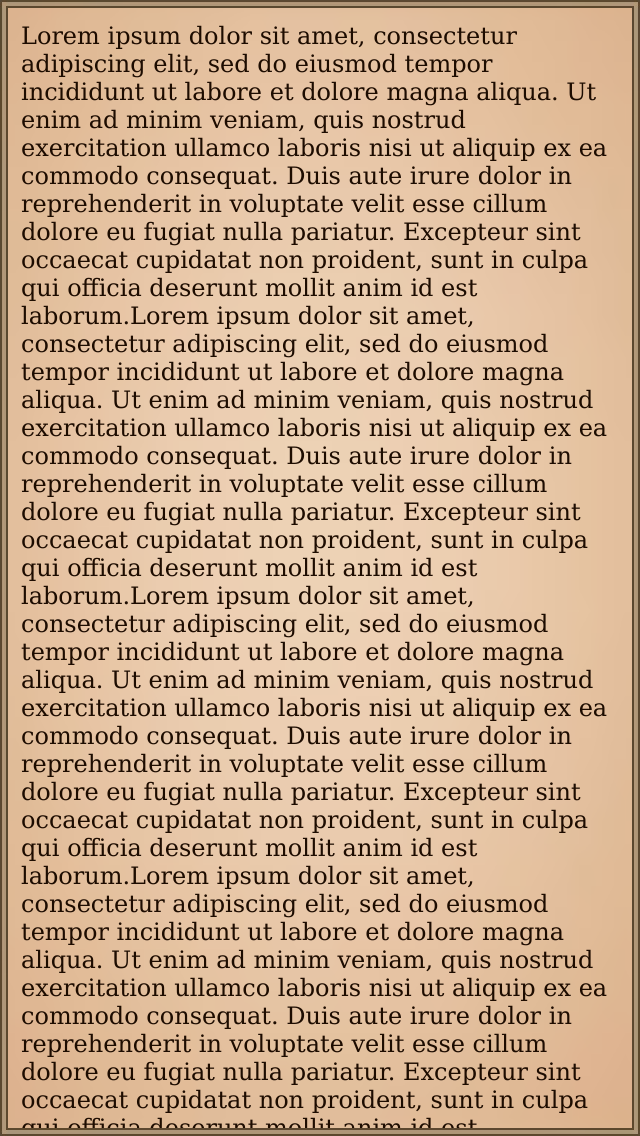 Lorem ipsum dolor sit amet, consectetur
adipiscing elit, sed do eiusmod tempor
incididunt ut labore et dolore magna aliqua. Ut
enim ad minim veniam, quis nostrud
exercitation ullamco laboris nisi ut aliquip ex ea
commodo consequat. Duis aute irure dolor in
reprehenderit in voluptate velit esse cillum
dolore eu fugiat nulla pariatur. Excepteur sint
occaecat cupidatat non proident, sunt in culpa
qui officia deserunt mollit anim id est
laborum.Lorem ipsum dolor sit amet,
consectetur adipiscing elit, sed do eiusmod
tempor incididunt ut labore et dolore magna
aliqua. Ut enim ad minim veniam, quis nostrud
exercitation ullamco laboris nisi ut aliquip ex ea
commodo consequat. Duis aute irure dolor in
reprehenderit in voluptate velit esse cillum
dolore eu fugiat nulla pariatur. Excepteur sint
occaecat cupidatat non proident, sunt in culpa
qui officia deserunt mollit anim id est
laborum.Lorem ipsum dolor sit amet,
consectetur adipiscing elit, sed do eiusmod
tempor incididunt ut labore et dolore magna
aliqua. Ut enim ad minim veniam, quis nostrud
exercitation ullamco laboris nisi ut aliquip ex ea
commodo consequat. Duis aute irure dolor in
reprehenderit in voluptate velit esse cillum
dolore eu fugiat nulla pariatur. Excepteur sint
occaecat cupidatat non proident, sunt in culpa
qui officia deserunt mollit anim id est
laborum.Lorem ipsum dolor sit amet,
consectetur adipiscing elit, sed do eiusmod
tempor incididunt ut labore et dolore magna
aliqua. Ut enim ad minim veniam, quis nostrud
exercitation ullamco laboris nisi ut aliquip ex ea
commodo consequat. Duis aute irure dolor in
reprehenderit in voluptate velit esse cillum
dolore eu fugiat nulla pariatur. Excepteur sint
occaecat cupidatat non proident, sunt in culpa
qui officia deserunt mollit anim id est